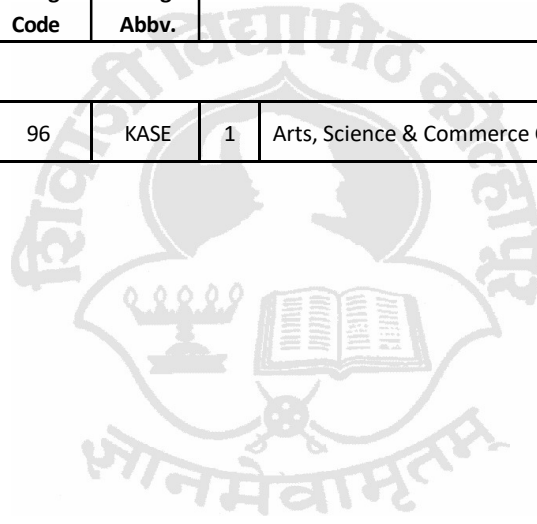 Code Abbv.
96 KASE 1 Arts, Science & Commerce
शिवाजी विद्यापीठ कोल्हापूर
ज्ञानमेवामृतम्